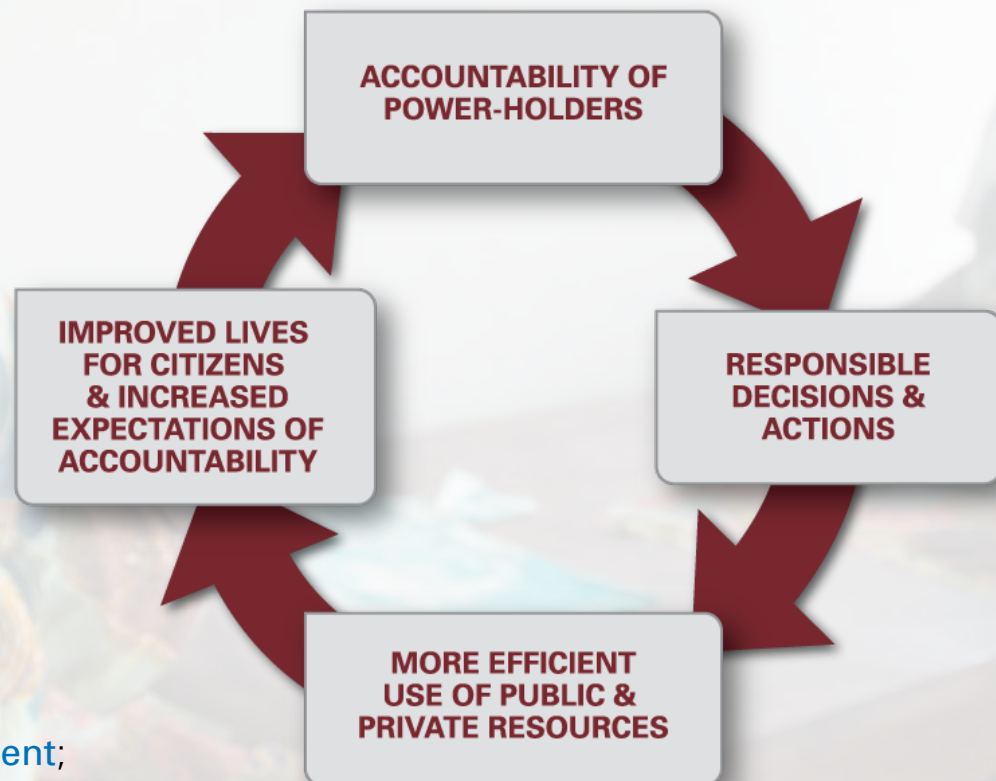 ACCOUNTABILITY OF
POWER-HOLDERS
RESPONSIBLE
DECISIONS &
ACTIONS
MORE EFFICIENT
USE OF PUBLIC &
PRIVATE RESOURCES
IMPROVED LIVES
FOR CITIZENS
& INCREASED
EXPECTATIONS OF
ACCOUNTABILITY
ent;